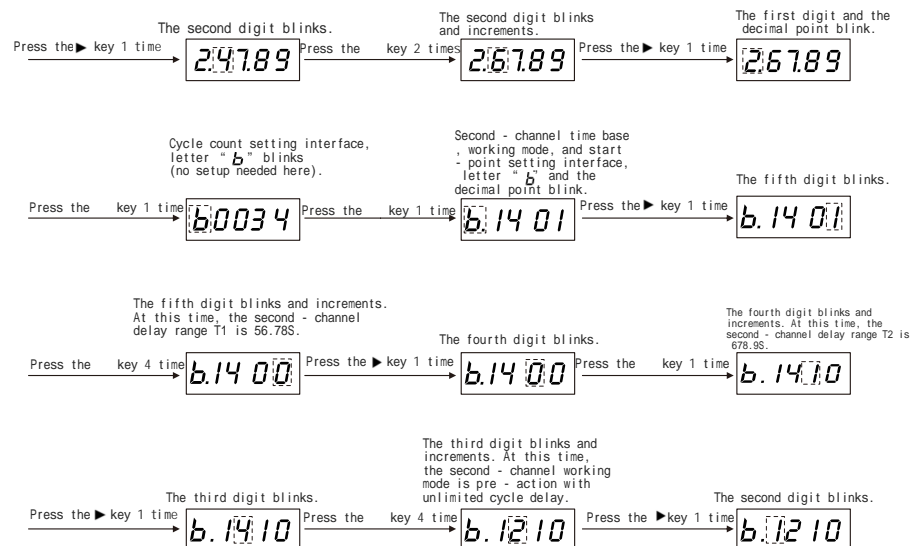 The second digit blinks.
Press the ▶ key 1 time
2.47.89
The second digit blinks
and increments.
Press the key 2 times
2.67.89
The first digit and the
decimal point blink.
Press the ▶ key 1 time
2.67.89
Cycle count setting interface,
letter “ b ” blinks
(no setup needed here).
Press the key 1 time
b0034
Second - channel time base
, working mode, and start
- point setting interface,
letter “ b ” and the
decimal point blink.
Press the key 1 time
b. 14 01
The fifth digit blinks.
Press the ▶ key 1 time
b. 14 01
The fifth digit blinks and increments.
At this time, the second - channel
delay range T1 is 56.78S.
Press the key 4 time
b.14 00
The fourth digit blinks.
Press the ▶ key 1 time
b.14 00
The fourth digit blinks and
increments. At this time, the
second - channel delay range T2 is
678.9S.
Press the key 1 time
b. 1410
The third digit blinks.
Press the ▶ key 1 time
b. 1410
The third digit blinks and
increments. At this time,
the second - channel working
mode is pre - action with
unlimited cycle delay.
Press the key 4 time
b. 1210
The second digit blinks.
Press the ▶ key 1 time
b. 1210